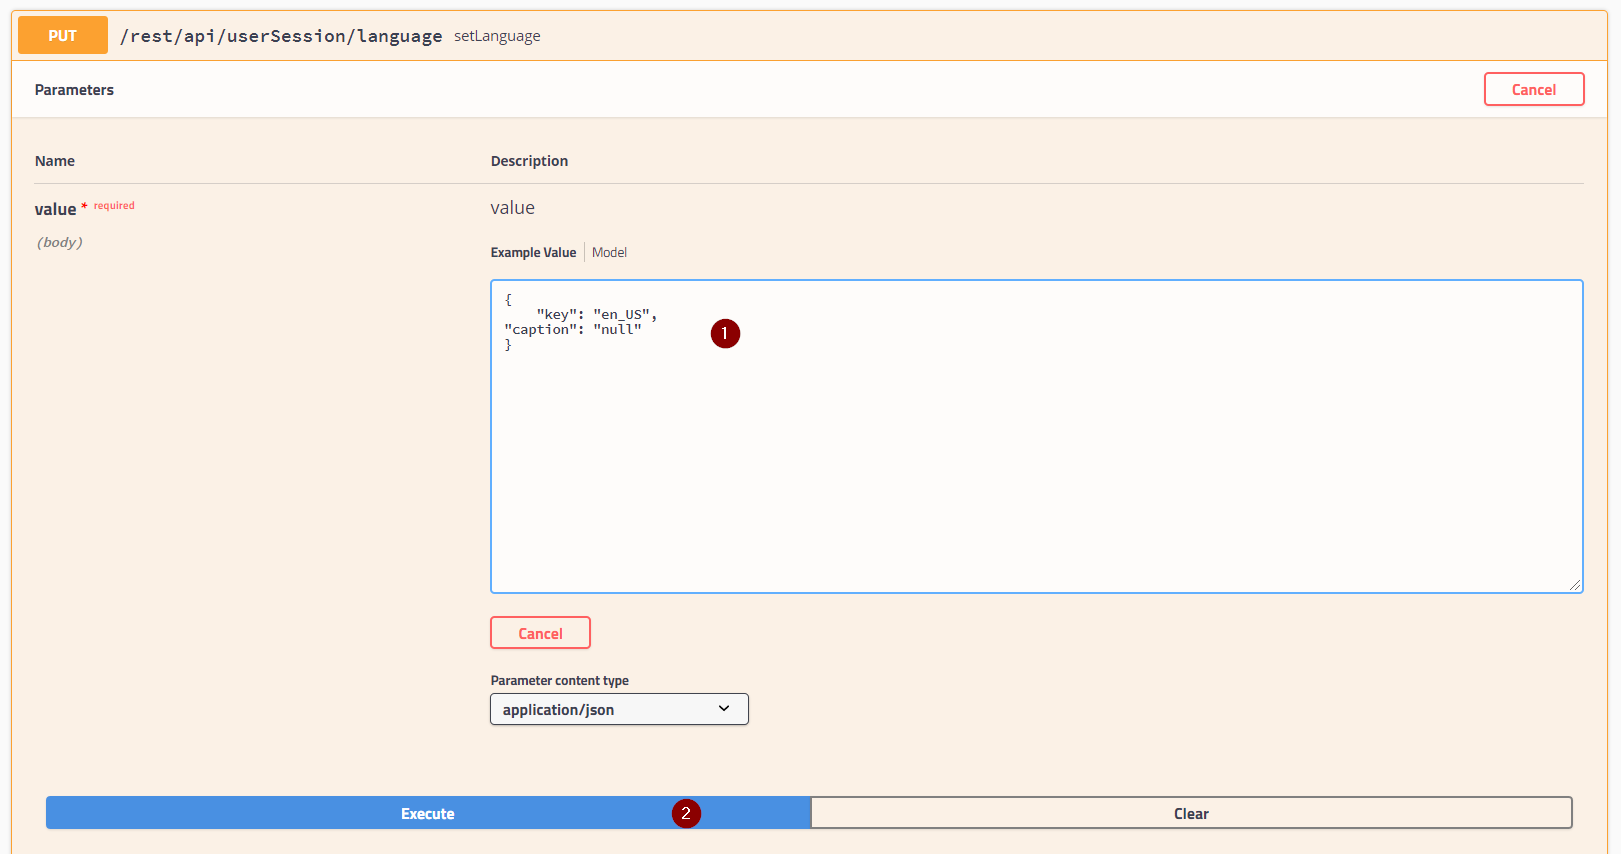 PUT /rest/api/userSession/language setLanguage
Parameters Cancel
Name Description
value * required value
(body)
Example Value Model
{
    "key": "en_US",
"caption": "null" 1
}
Cancel
Parameter content type
application/json
Execute 2 Clear